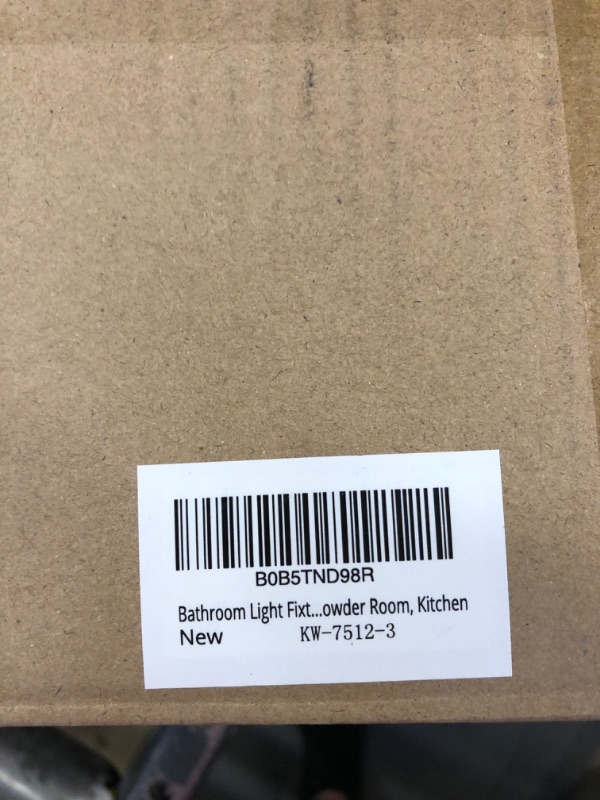 B0B5TND98R
Bathroom Light Fixt...owder Room, Kitchen
New KW-7512-3